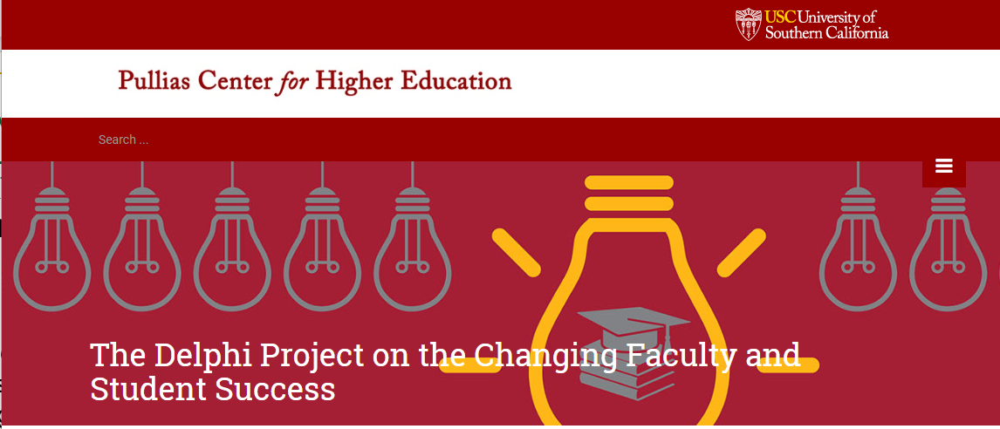 USC University of
Southern California
Pullias Center for Higher Education
Search ...
The Delphi Project on the Changing Faculty and
Student Success